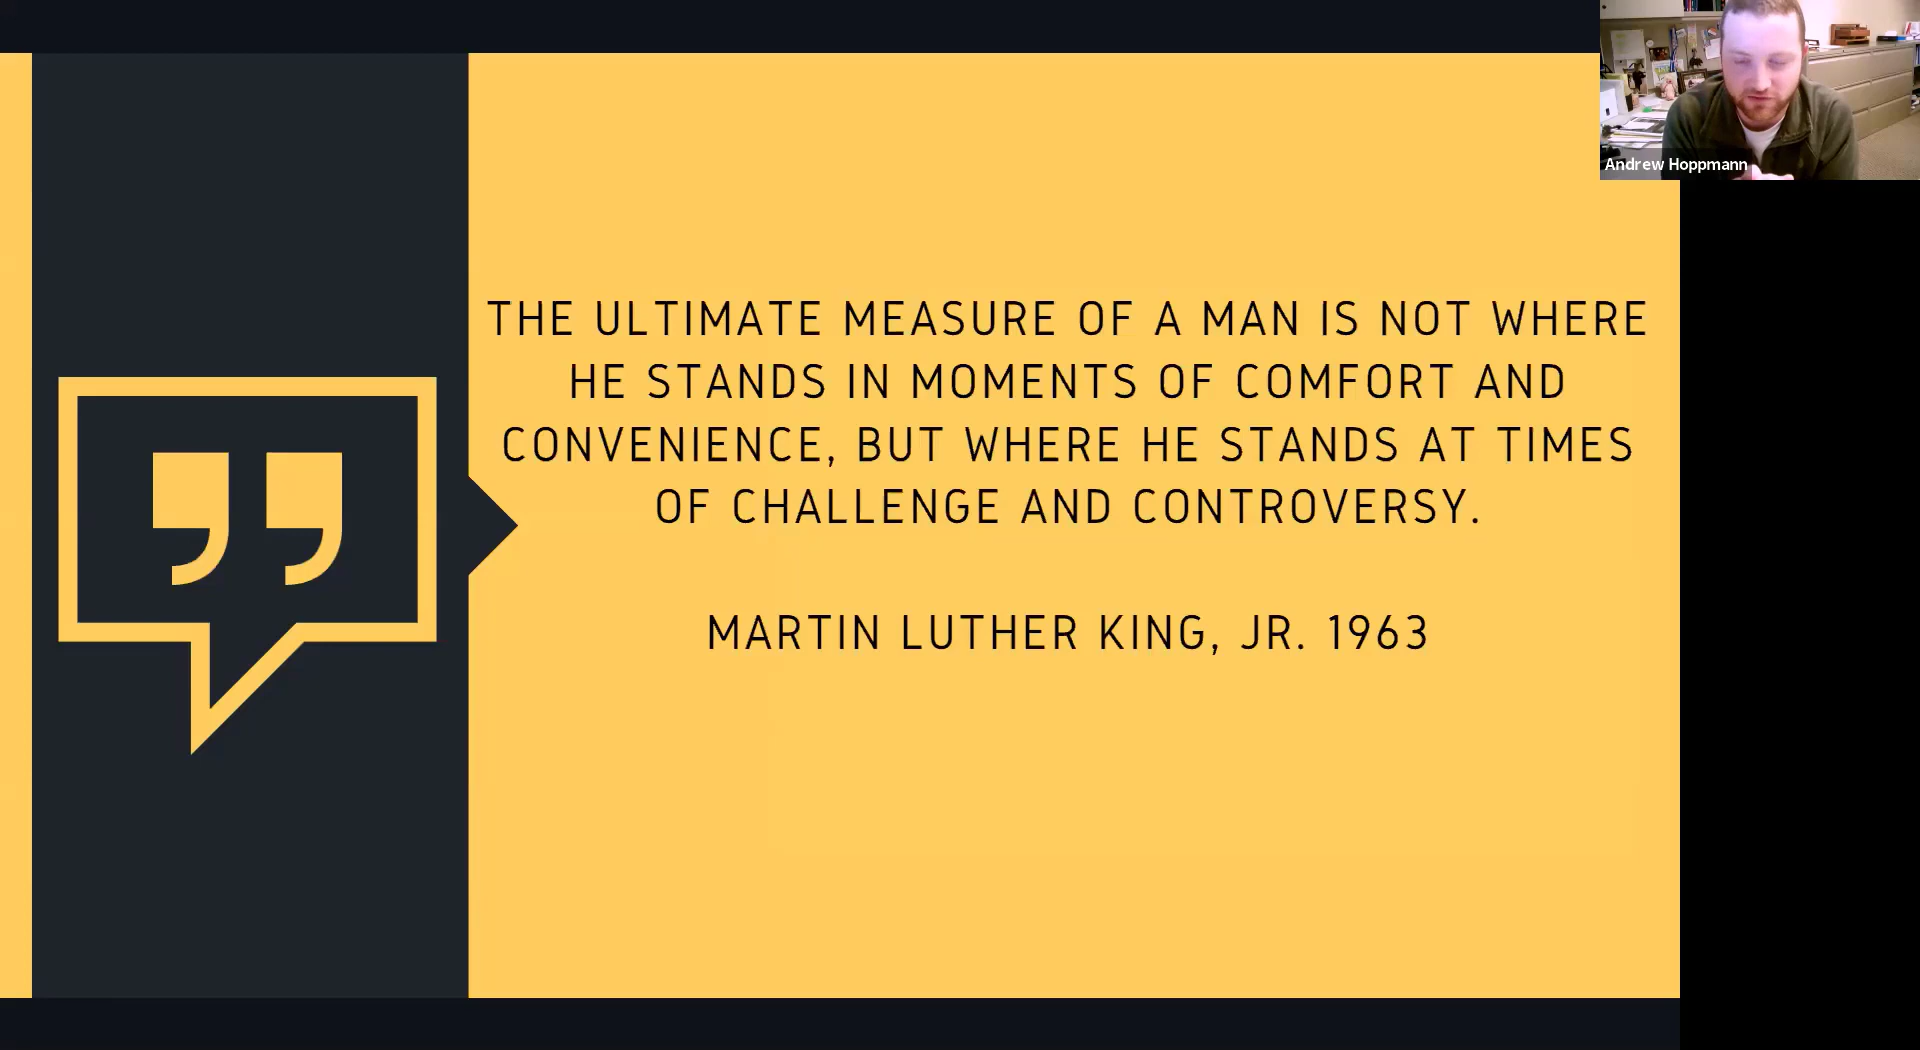 THE ULTIMATE MEASURE OF A MAN IS NOT WHERE
HE STANDS IN MOMENTS OF COMFORT AND
CONVENIENCE, BUT WHERE HE STANDS AT TIMES
OF CHALLENGE AND CONTROVERSY.
MARTIN LUTHER KING, JR. 1963
Andrew Hoppmann